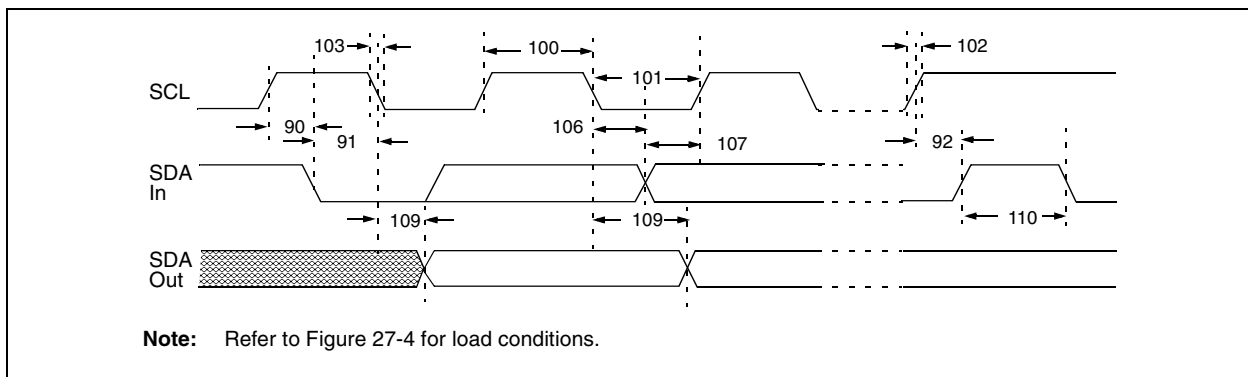 103
100
102
101
SCL
90
106
91
107
92
SDA
In
109
109
110
SDA
Out
Note: Refer to Figure 27-4 for load conditions.